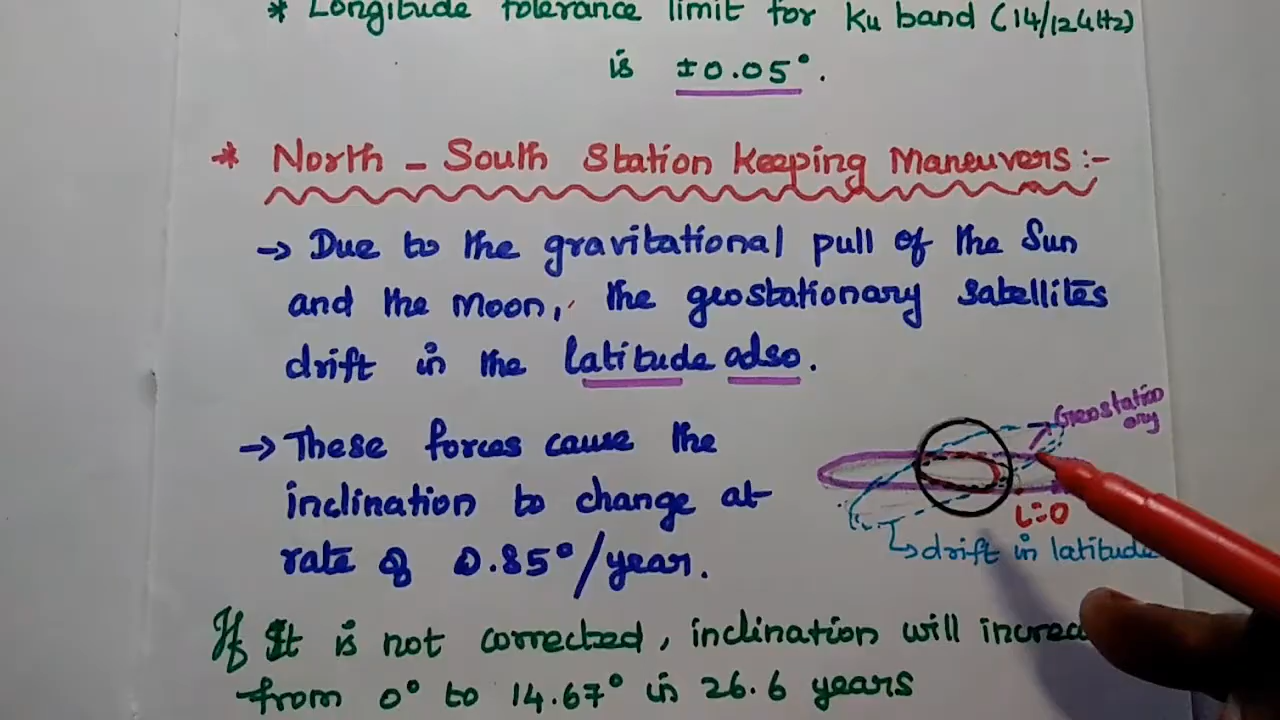 * Longitude tolerance limit for Ku band (14/12GHz)
is ±0.05°.
* North - South Station Keeping Maneuvers:-
→ Due to the gravitational pull of the Sun
and the Moon, the geostationary satellites
drift in the latitude also.
→ These forces cause the
inclination to change at
rate of 0.85°/year.
Geostatio
ary
i=0
↳ drift in latitude
If It is not corrected, inclination will increa
from 0° to 14.67° in 26.6 years